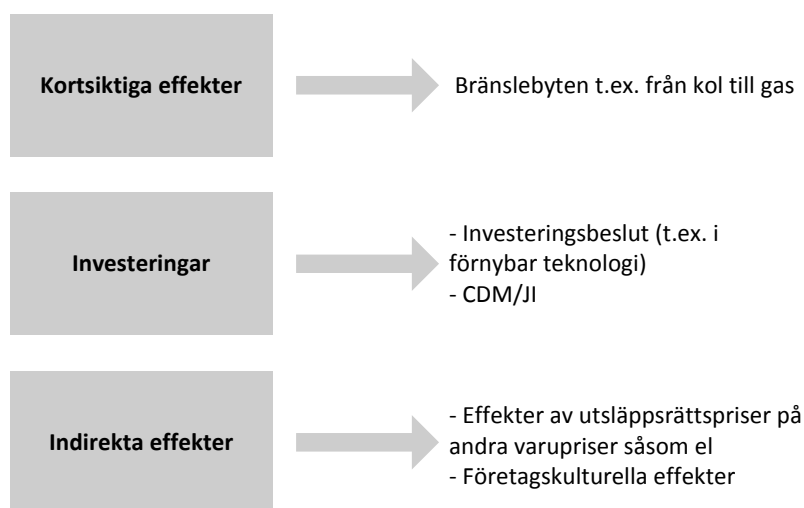 Kortsiktiga effekter
Bränslebyten t.ex. från kol till gas
Investeringar
- Investeringsbeslut (t.ex. i
förnybar teknologi)
- CDM/JI
Indirekta effekter
- Effekter av utsläppsrättspriser på
andra varupriser såsom el
- Företagskulturella effekter